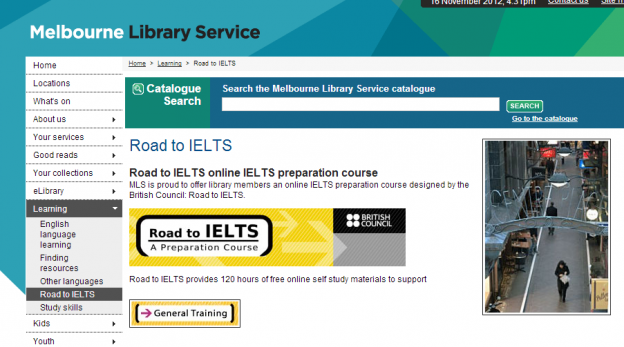 16 November 2012, 4.31pm Contact us
Melbourne Library Service
Home
Locations
What's on
About us
Your services
Good reads
Your collections
eLibrary
Learning
English
language
learning
Finding
resources
Other languages
Road to IELTS
Study skills
Kids
Youth
Home > Learning > Road to IELTS
Catalogue
Search
Search the Melbourne Library Service catalogue
SEARCH
Go to the catalogue
Road to IELTS
Road to IELTS online IELTS preparation course
MLS is proud to offer library members an online IELTS preparation course designed by the
British Council: Road to IELTS.
Road to IELTS
A Preparation Course
BRITISH
COUNCIL
Road to IELTS provides 120 hours of free online self study materials to support
General Training